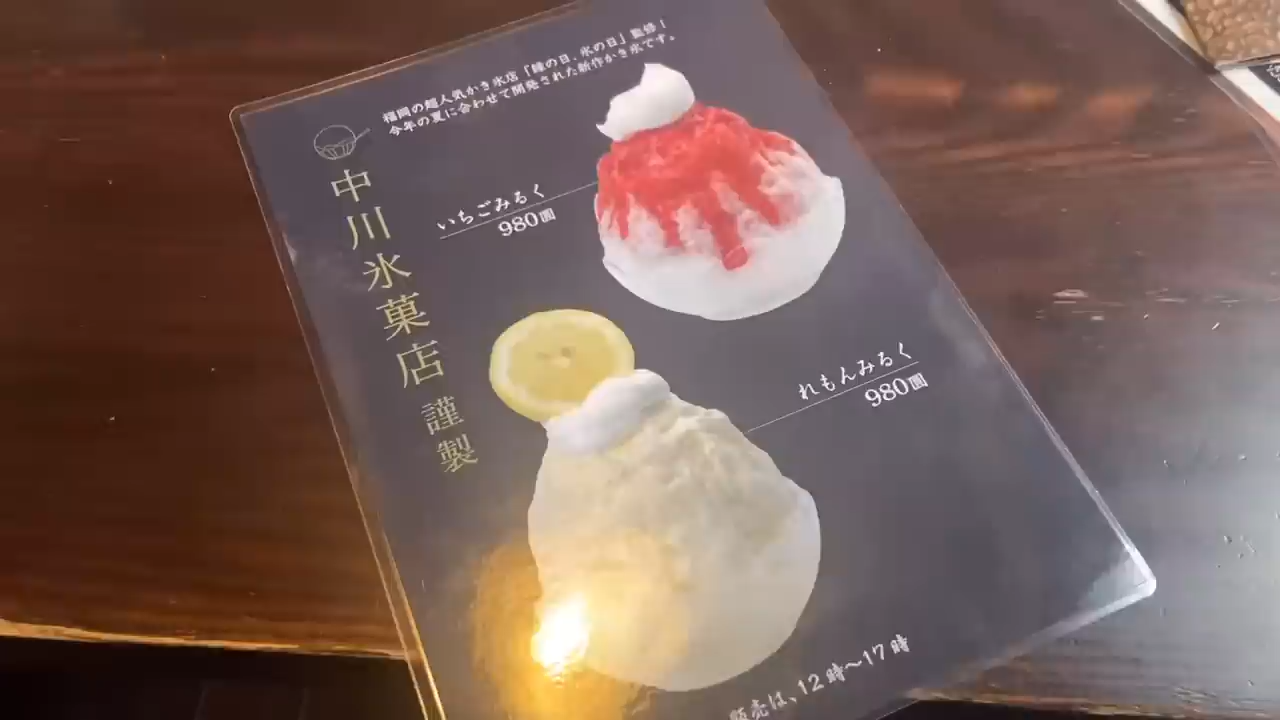 福岡の超人気かき氷店「鐘の日、氷の日」監修!
今年の夏に合わせて開発された新作かき氷です。
中川氷菓店 謹製
いちごみるく
980圓
れもんみるく
980圓
販売は、12時〜17時